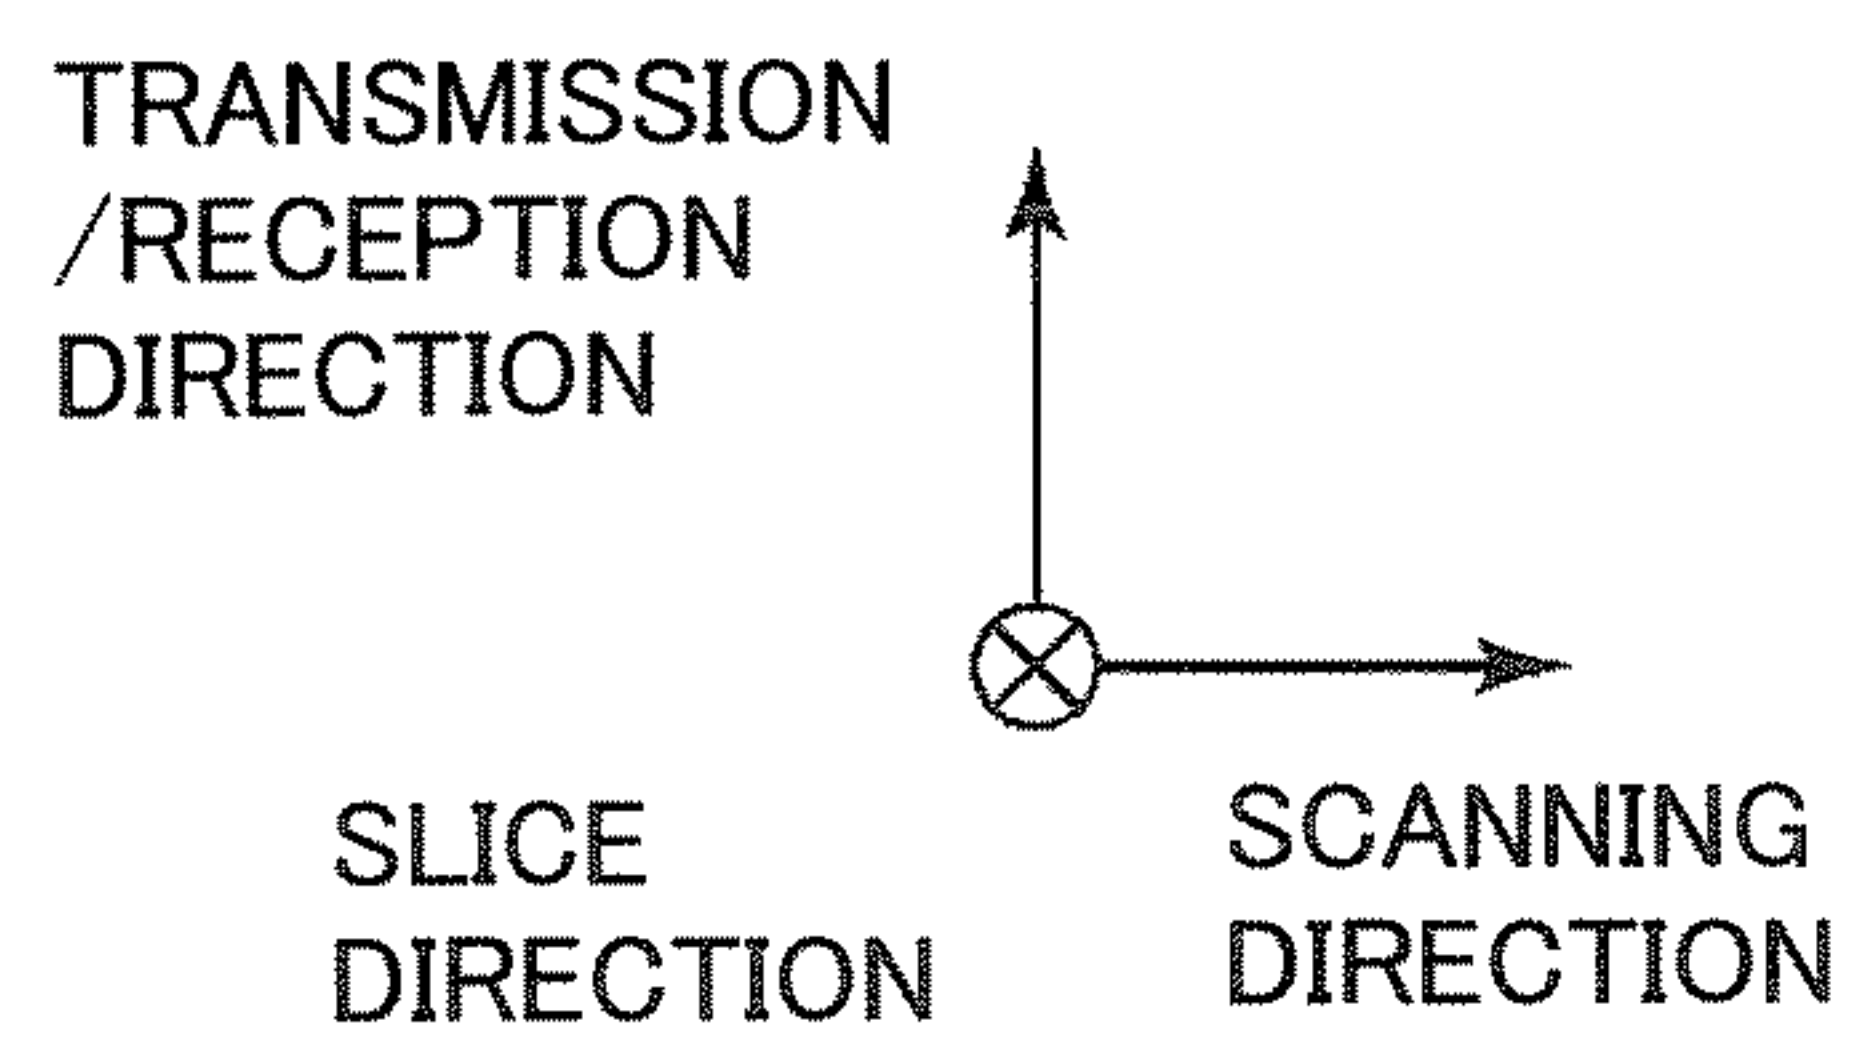 TRANSMISSION
/RECEPTION
DIRECTION
SLICE
DIRECTION
SCANNING
DIRECTION